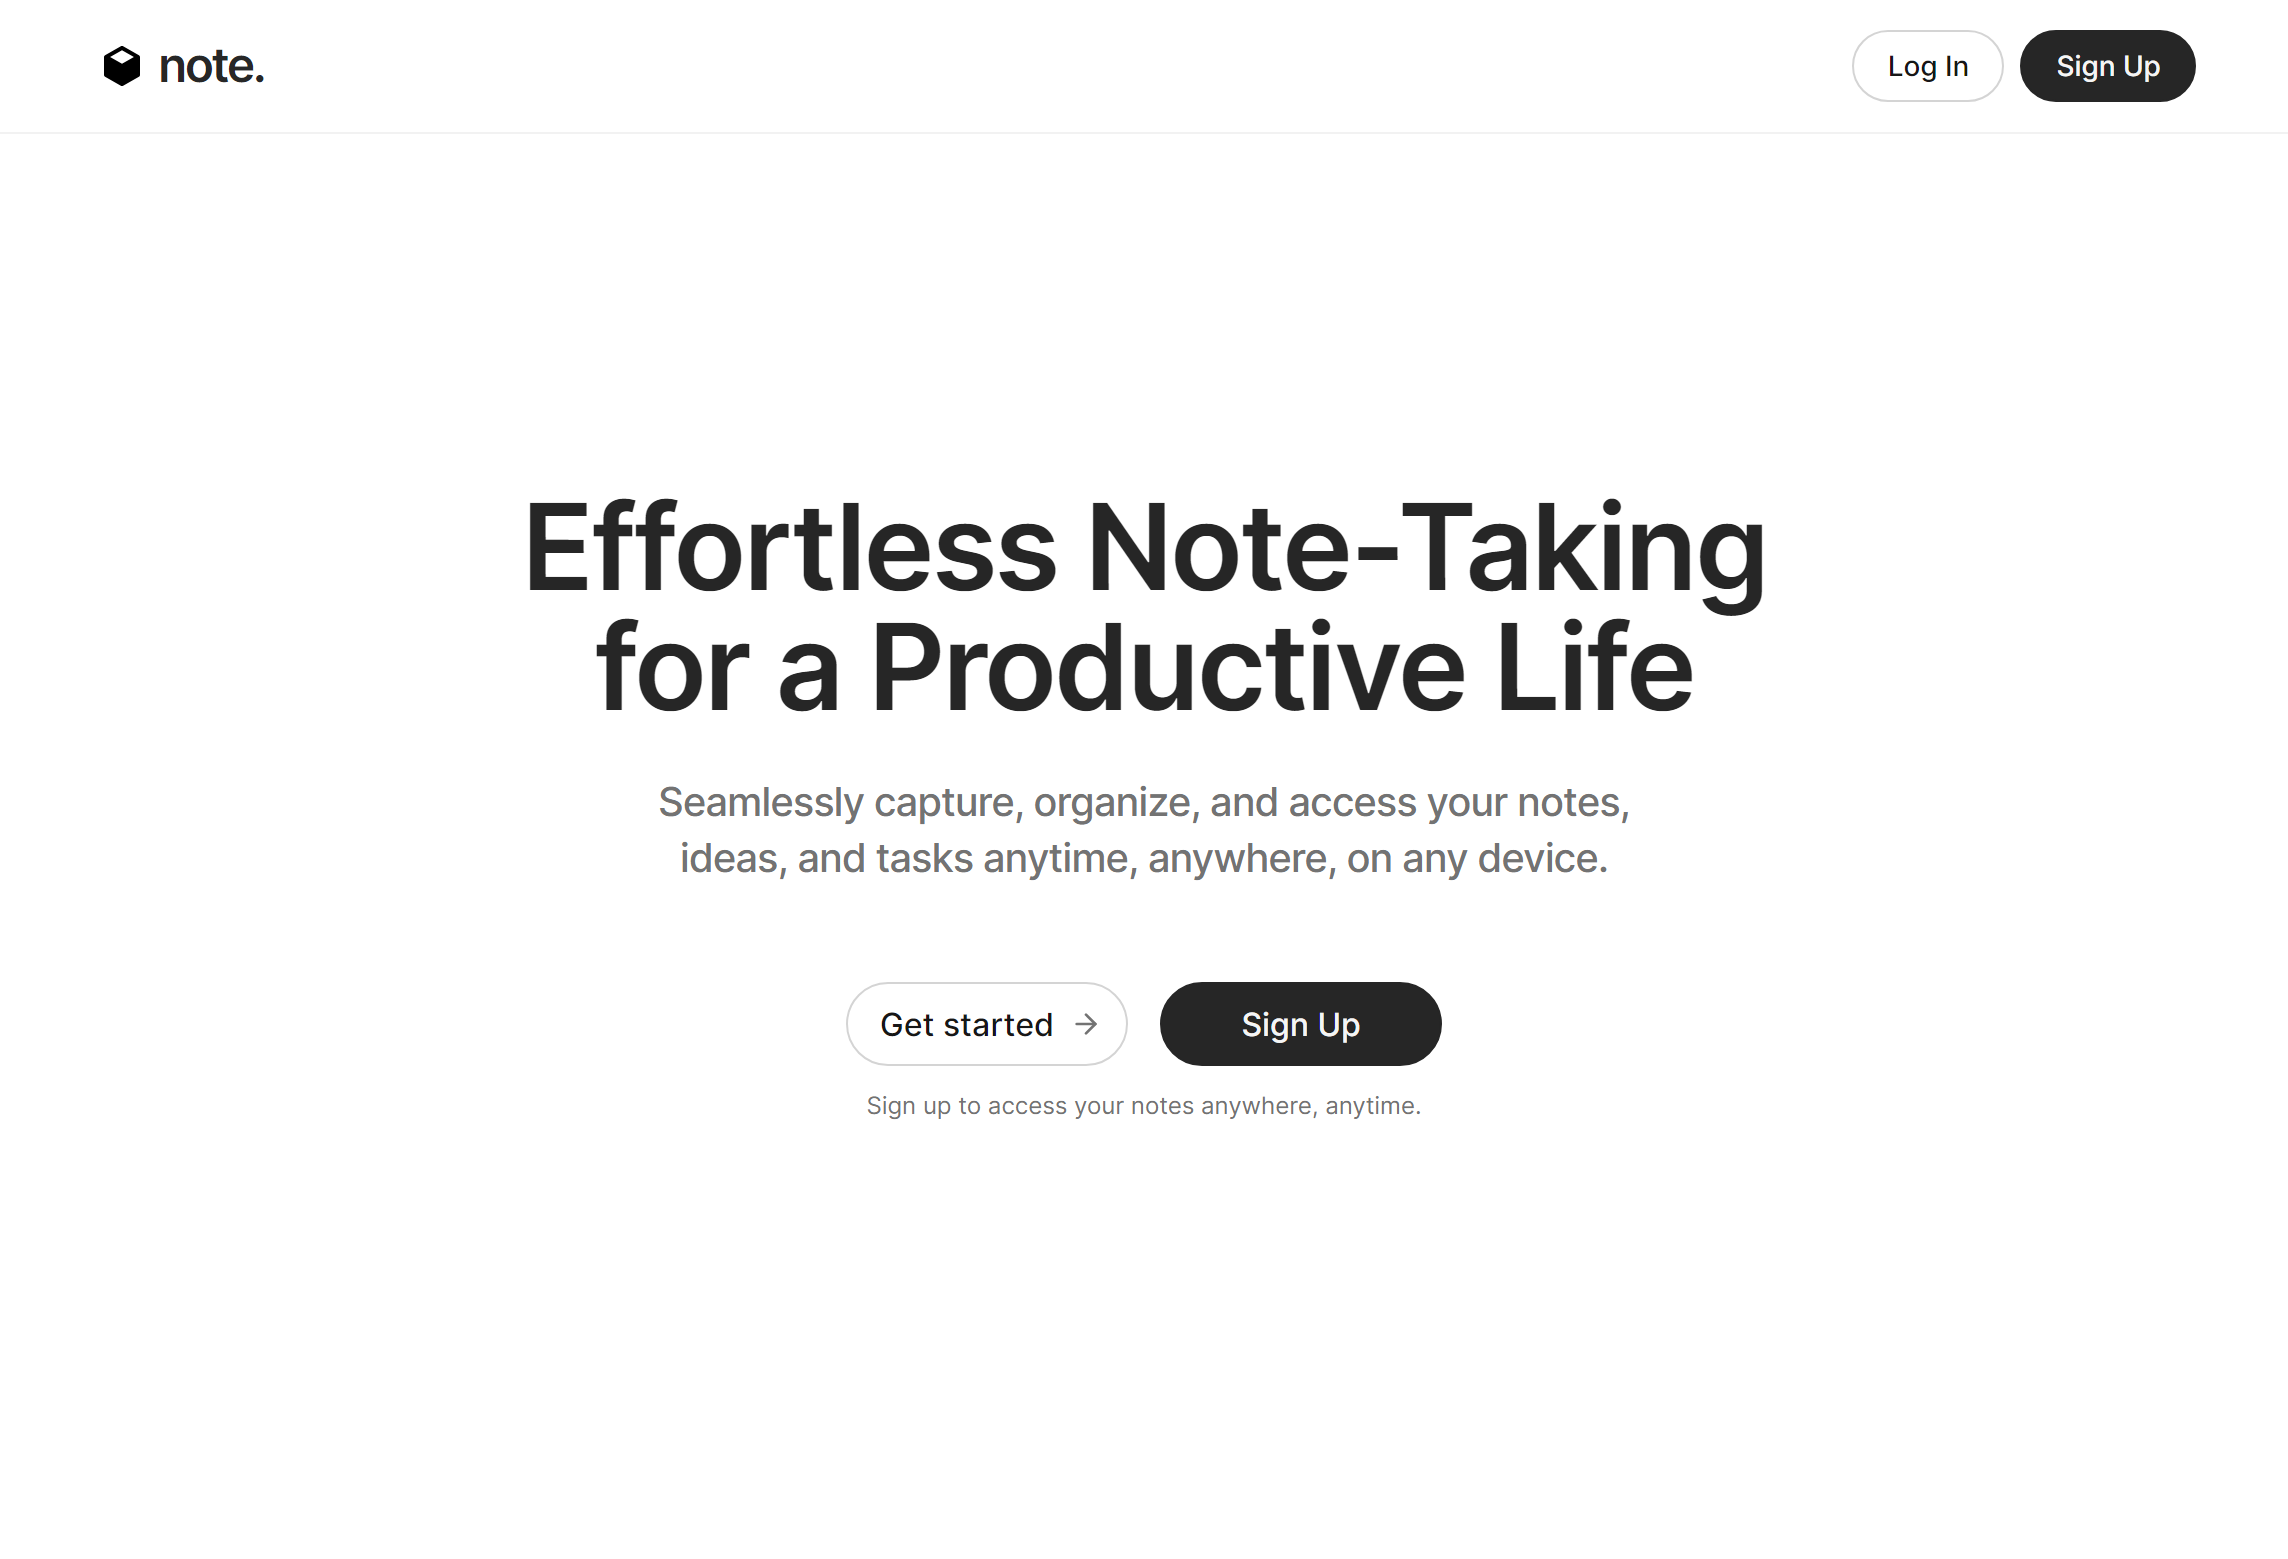 note.
Log In
Sign Up
Effortless Note-Taking
for a Productive Life
Seamlessly capture, organize, and access your notes,
ideas, and tasks anytime, anywhere, on any device.
Get started →
Sign Up
Sign up to access your notes anywhere, anytime.